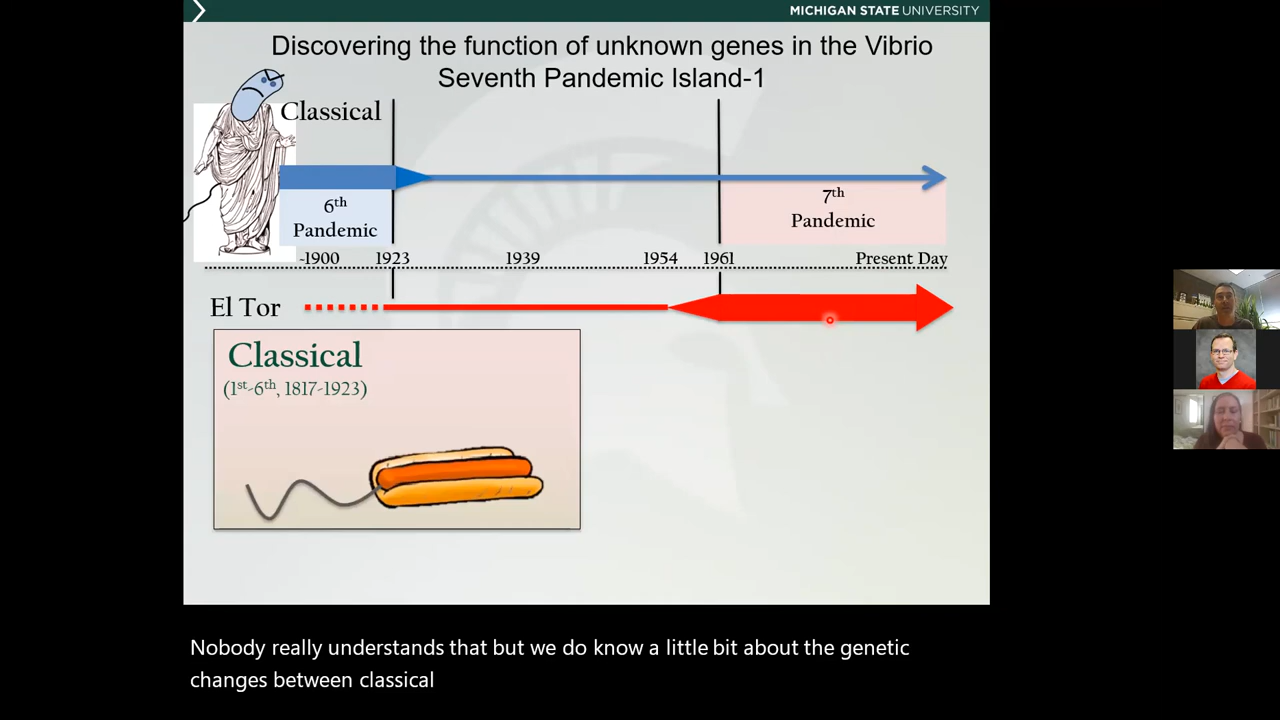 MICHIGAN STATE UNIVERSITY
Discovering the function of unknown genes in the Vibrio
Seventh Pandemic Island-1
Classical
6th
Pandemic
7th
Pandemic
~1900 1923 1939 1954 1961 Present Day
El Tor
Classical
(1st-6th, 1817-1923)
Nobody really understands that but we do know a little bit about the genetic
changes between classical